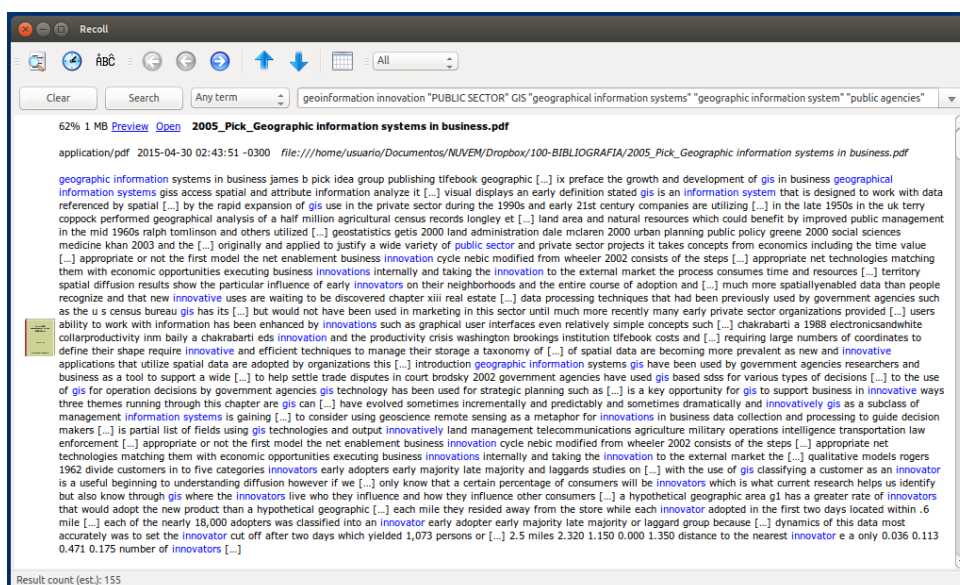 Recoll
ÅBĈ
All
Clear Search Any term geoinformation innovation "PUBLIC SECTOR" GIS "geographical information systems" "geographic information system" "public agencies"
62% 1 MB Preview Open 2005_Pick_Geographic information systems in business.pdf
application/pdf 2015-04-30 02:43:51 -0300 file:///home/usuario/Documentos/NUVEM/Dropbox/100-BIBLIOGRAFIA/2005_Pick_Geographic information systems in business.pdf
geographic information systems in business james b pick idea group publishing tlfebook geographic [...] ix preface the growth and development of gis in business geographical
information systems giss access spatial and attribute information analyze it [...] visual displays an early definition stated gis is an information system that is designed to work with data
referenced by spatial [...] by the rapid expansion of gis use in the private sector during the 1990s and early 21st century companies are utilizing [...] in the late 1950s in the uk terry
coppock performed geographical analysis of a half million agricultural census records longley et [...] land area and natural resources which could benefit by improved public management
in the mid 1960s ralph tomlinson and others utilized [...] geostatistics getis 2000 land administration dale mclaren 2000 urban planning public policy greene 2000 social sciences
medicine khan 2003 and the [...] originally and applied to justify a wide variety of public sector and private sector projects it takes concepts from economics including the time value
[...] appropriate or not the first model the net enablement business innovation cycle nebic modified from wheeler 2002 consists of the steps [...] appropriate net technologies matching
them with economic opportunities executing business innovations internally and taking the innovation to the external market the process consumes time and resources [...] territory
spatial diffusion results show the particular influence of early innovators on their neighborhoods and the entire course of adoption and [...] much more spatiallyenabled data than people
recognize and that new innovative uses are waiting to be discovered chapter xiii real estate [...] data processing techniques that had been previously used by government agencies such
as the u s census bureau gis has its [...] but would not have been used in marketing in this sector until much more recently many early private sector organizations provided [...] users
ability to work with information has been enhanced by innovations such as graphical user interfaces even relatively simple concepts such [...] chakrabarti a 1988 electronicsandwhite
collarproductivity inm baily a chakrabarti eds innovation and the productivity crisis washington brookings institution tlfebook costs and [...] requiring large numbers of coordinates to
define their shape require innovative and efficient techniques to manage their storage a taxonomy of [...] of spatial data are becoming more prevalent as new and innovative
applications that utilize spatial data are adopted by organizations this [...] introduction geographic information systems gis have been used by government agencies researchers and
business as a tool to support a wide [...] to help settle trade disputes in court brodsky 2002 government agencies have used gis based sdss for various types of decisions [...] to the use
of gis for operation decisions by government agencies gis technology has been used for strategic planning such as [...] is a key opportunity for gis to support business in innovative ways
three themes running through this chapter are gis can [...] have evolved sometimes incrementally and predictably and sometimes dramatically and innovatively gis as a subclass of
management information systems is gaining [...] to consider using geoscience remote sensing as a metaphor for innovations in business data collection and processing to guide decision
makers [...] is partial list of fields using gis technologies and output innovatively land management telecommunications agriculture military operations intelligence transportation law
enforcement [...] appropriate or not the first model the net enablement business innovation cycle nebic modified from wheeler 2002 consists of the steps [...] appropriate net
technologies matching them with economic opportunities executing business innovations internally and taking the innovation to the external market the [...] qualitative models rogers
1962 divide customers in to five categories innovators early adopters early majority late majority and laggards studies on [...] with the use of gis classifying a customer as an innovator
is a useful beginning to understanding diffusion however if we [...] only know that a certain percentage of consumers will be innovators which is what current research helps us identify
but also know through gis where the innovators live who they influence and how they influence other consumers [...] a hypothetical geographic area g1 has a greater rate of innovators
that would adopt the new product than a hypothetical geographic [...] each mile they resided away from the store while each innovator adopted in the first two days located within .6
mile [...] each of the nearly 18,000 adopters was classified into an innovator early adopter early majority late majority or laggard group because [...] dynamics of this data most
accurately was to set the innovator cut off after two days which yielded 1,073 persons or [...] 2.5 miles 2.320 1.150 0.000 1.350 distance to the nearest innovator e a only 0.036 0.113
0.471 0.175 number of innovators [...]
Result count (est.): 155